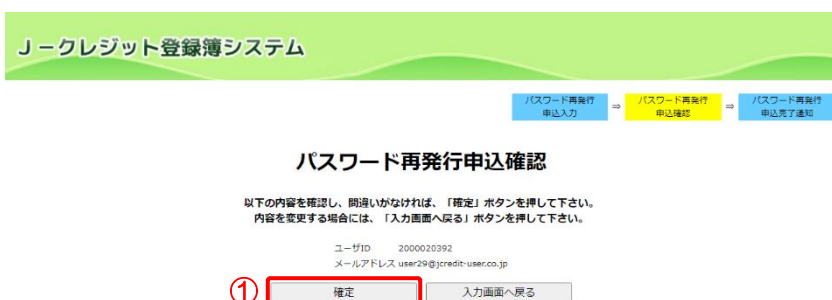 J－クレジット登録簿システム
パスワード再発行
申込入力
⇒
パスワード再発行
申込確認
⇒
パスワード再発行
申込完了通知
パスワード再発行申込確認
以下の内容を確認し、間違いがなければ、「確定」ボタンを押して下さい。
内容を変更する場合には、「入力画面へ戻る」ボタンを押して下さい。
ユーザID 2000020392
メールアドレス user29@jcredit-user.co.jp
① 確定 入力画面へ戻る